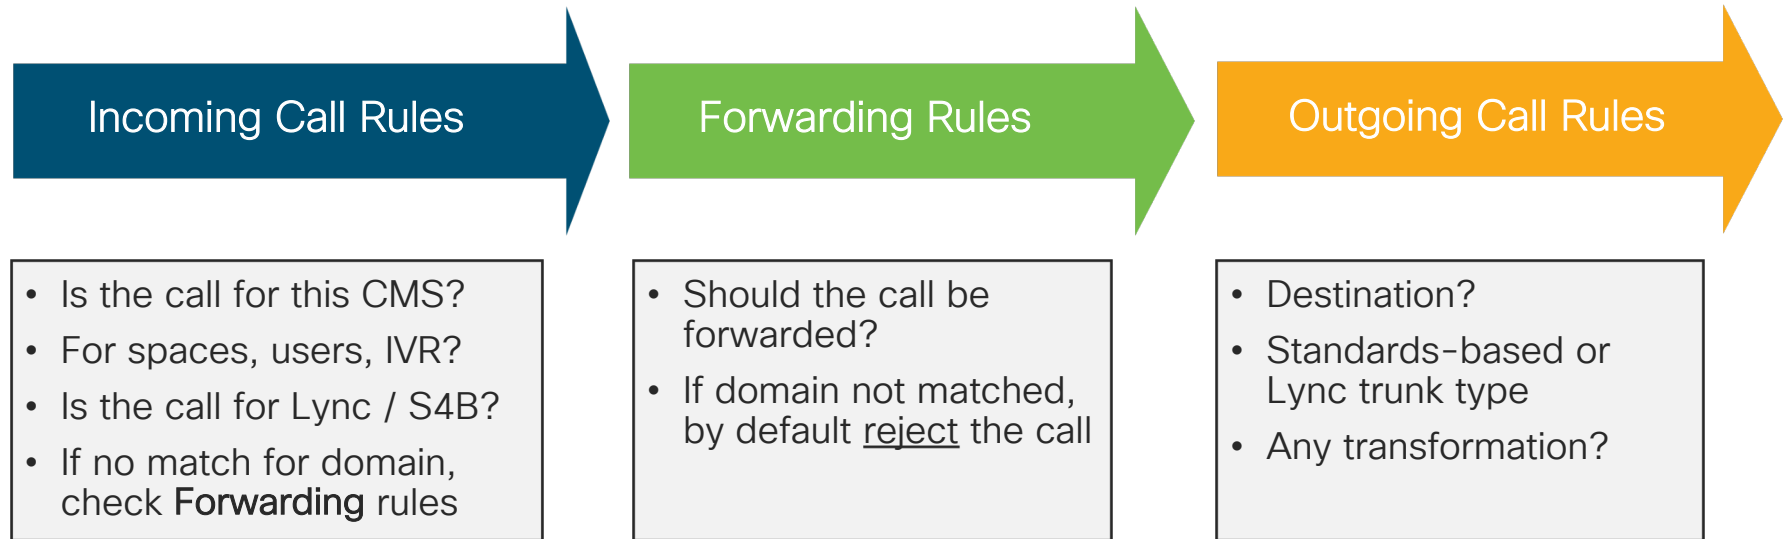 Incoming Call Rules
Forwarding Rules
Outgoing Call Rules
• Is the call for this CMS?
• For spaces, users, IVR?
• Is the call for Lync / S4B?
• If no match for domain,
check Forwarding rules
• Should the call be
forwarded?
• If domain not matched,
by default reject the call
• Destination?
• Standards-based or
Lync trunk type
• Any transformation?